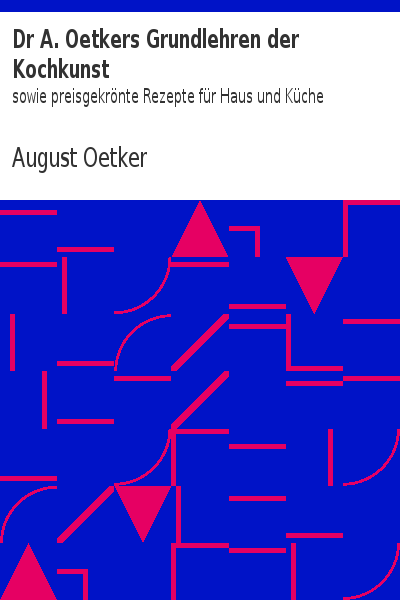 Dr A. Oetkers Grundlehren der
Kochkunst
sowie preisgekrönte Rezepte für Haus und Küche
August Oetker